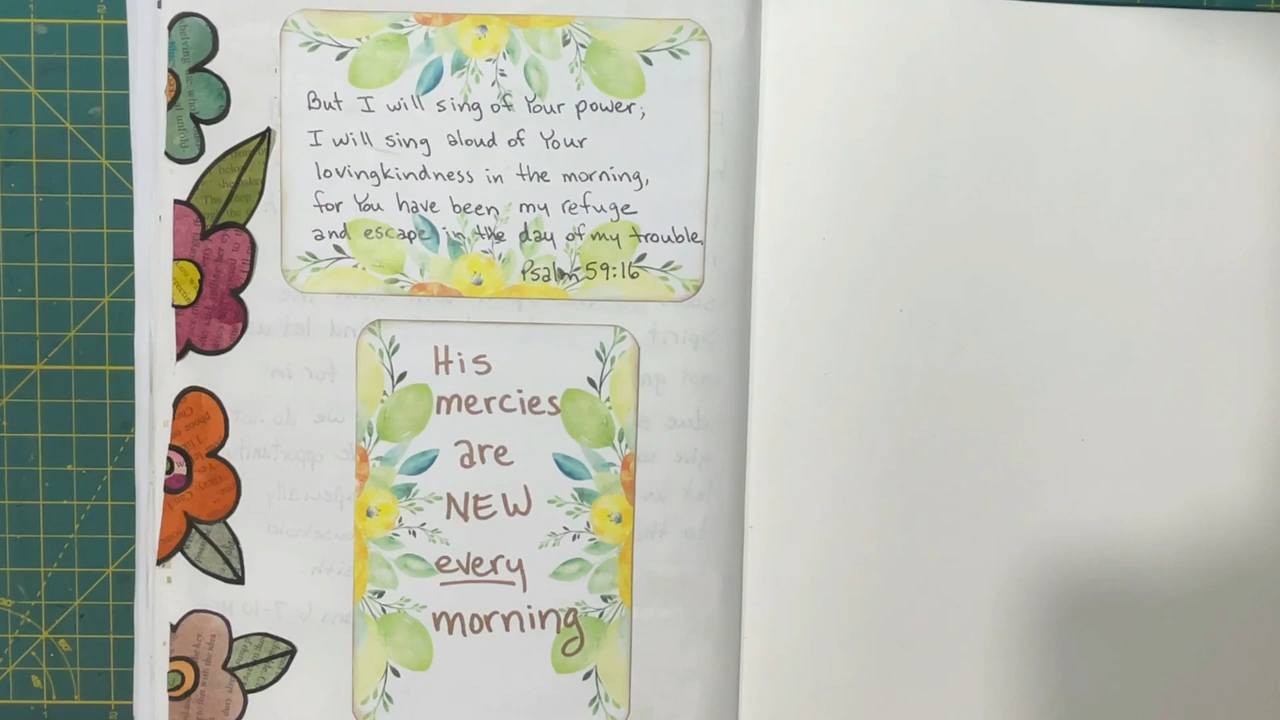 But I will sing of Your power;
I will sing aloud of Your
lovingkindness in the morning,
for You have been my refuge
and escape in the day of my trouble.
Psalm 59:16
His
mercies
are
NEW
every
morning